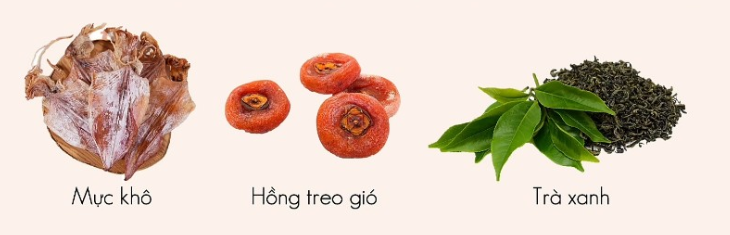 Mực khô
Hồng treo gió
Trà xanh